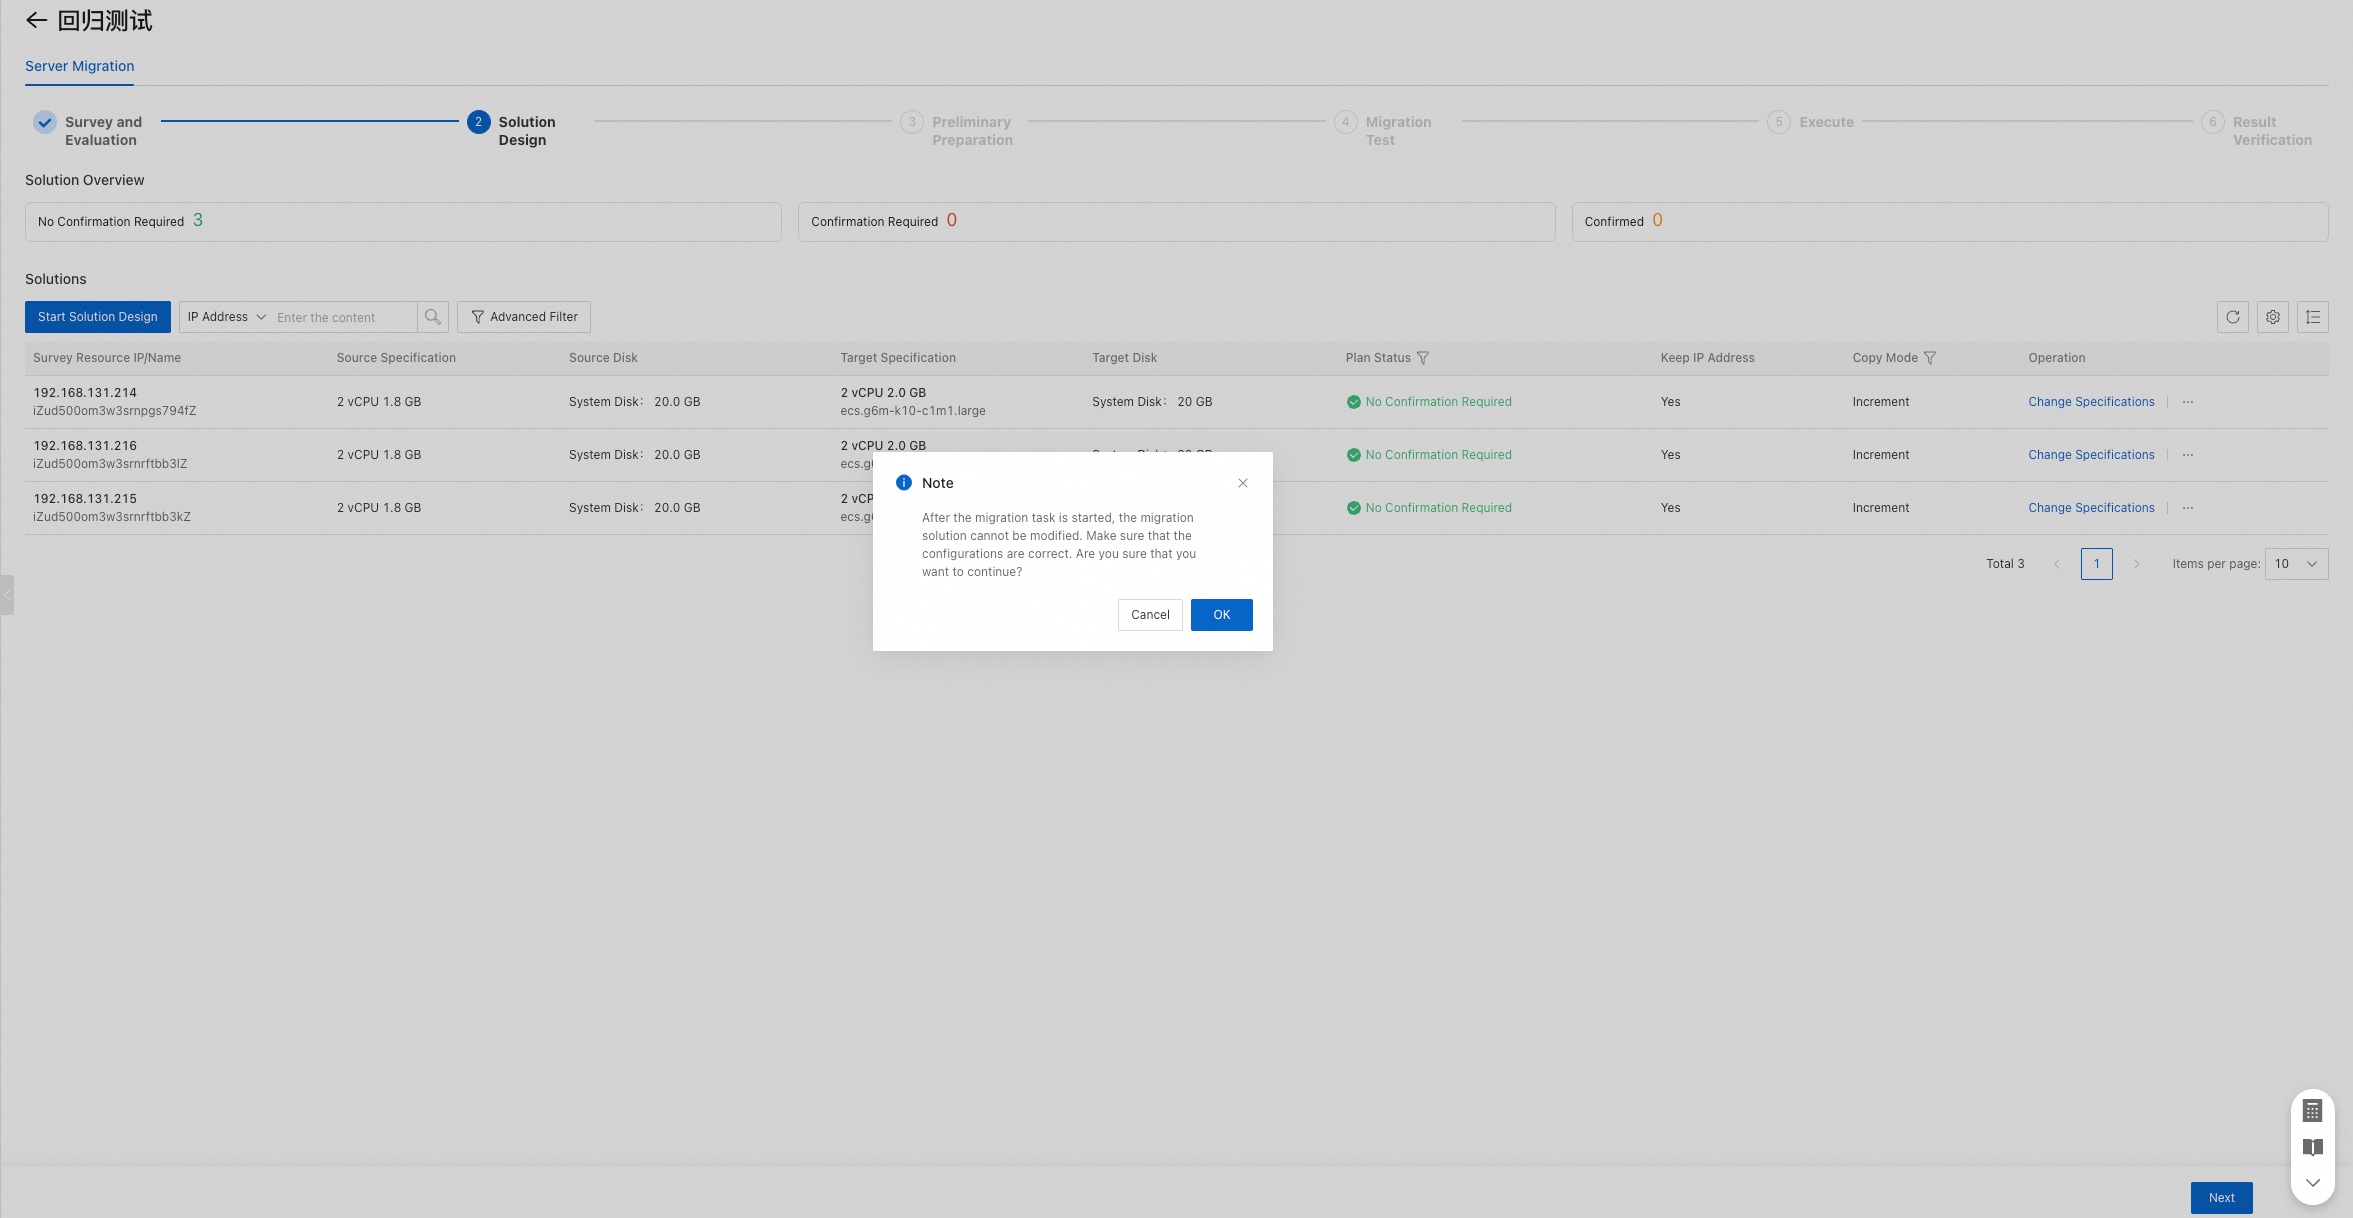 回归测试
Server Migration
Survey and
Evaluation
2
Solution
Design
3
Preliminary
Preparation
4
Migration
Test
5
Execute
6
Result
Verification
Solution Overview
No Confirmation Required 3
Confirmation Required 0
Confirmed 0
Solutions
Start Solution Design
IP Address
Enter the content
Advanced Filter
Survey Resource IP/Name Source Specification Source Disk Target Specification Target Disk Plan Status Keep IP Address Copy Mode Operation
192.168.131.214
iZud500om3w3srnpgs794fZ
2 vCPU 1.8 GB
System Disk： 20.0 GB
2 vCPU 2.0 GB
ecs.g6m-k10-c1m1.large
System Disk： 20 GB
No Confirmation Required
Yes
Increment
Change Specifications
192.168.131.216
iZud500om3w3srnrftbb3lZ
2 vCPU 1.8 GB
System Disk： 20.0 GB
2 vCPU 2.0 GB
ecs.g6
No Confirmation Required
Yes
Increment
Change Specifications
192.168.131.215
iZud500om3w3srnrftbb3kZ
2 vCPU 1.8 GB
System Disk： 20.0 GB
2 vCP
ecs.g6
No Confirmation Required
Yes
Increment
Change Specifications
Note
After the migration task is started, the migration
solution cannot be modified. Make sure that the
configurations are correct. Are you sure that you
want to continue?
Cancel
OK
Total 3
1
Items per page: 10
Next